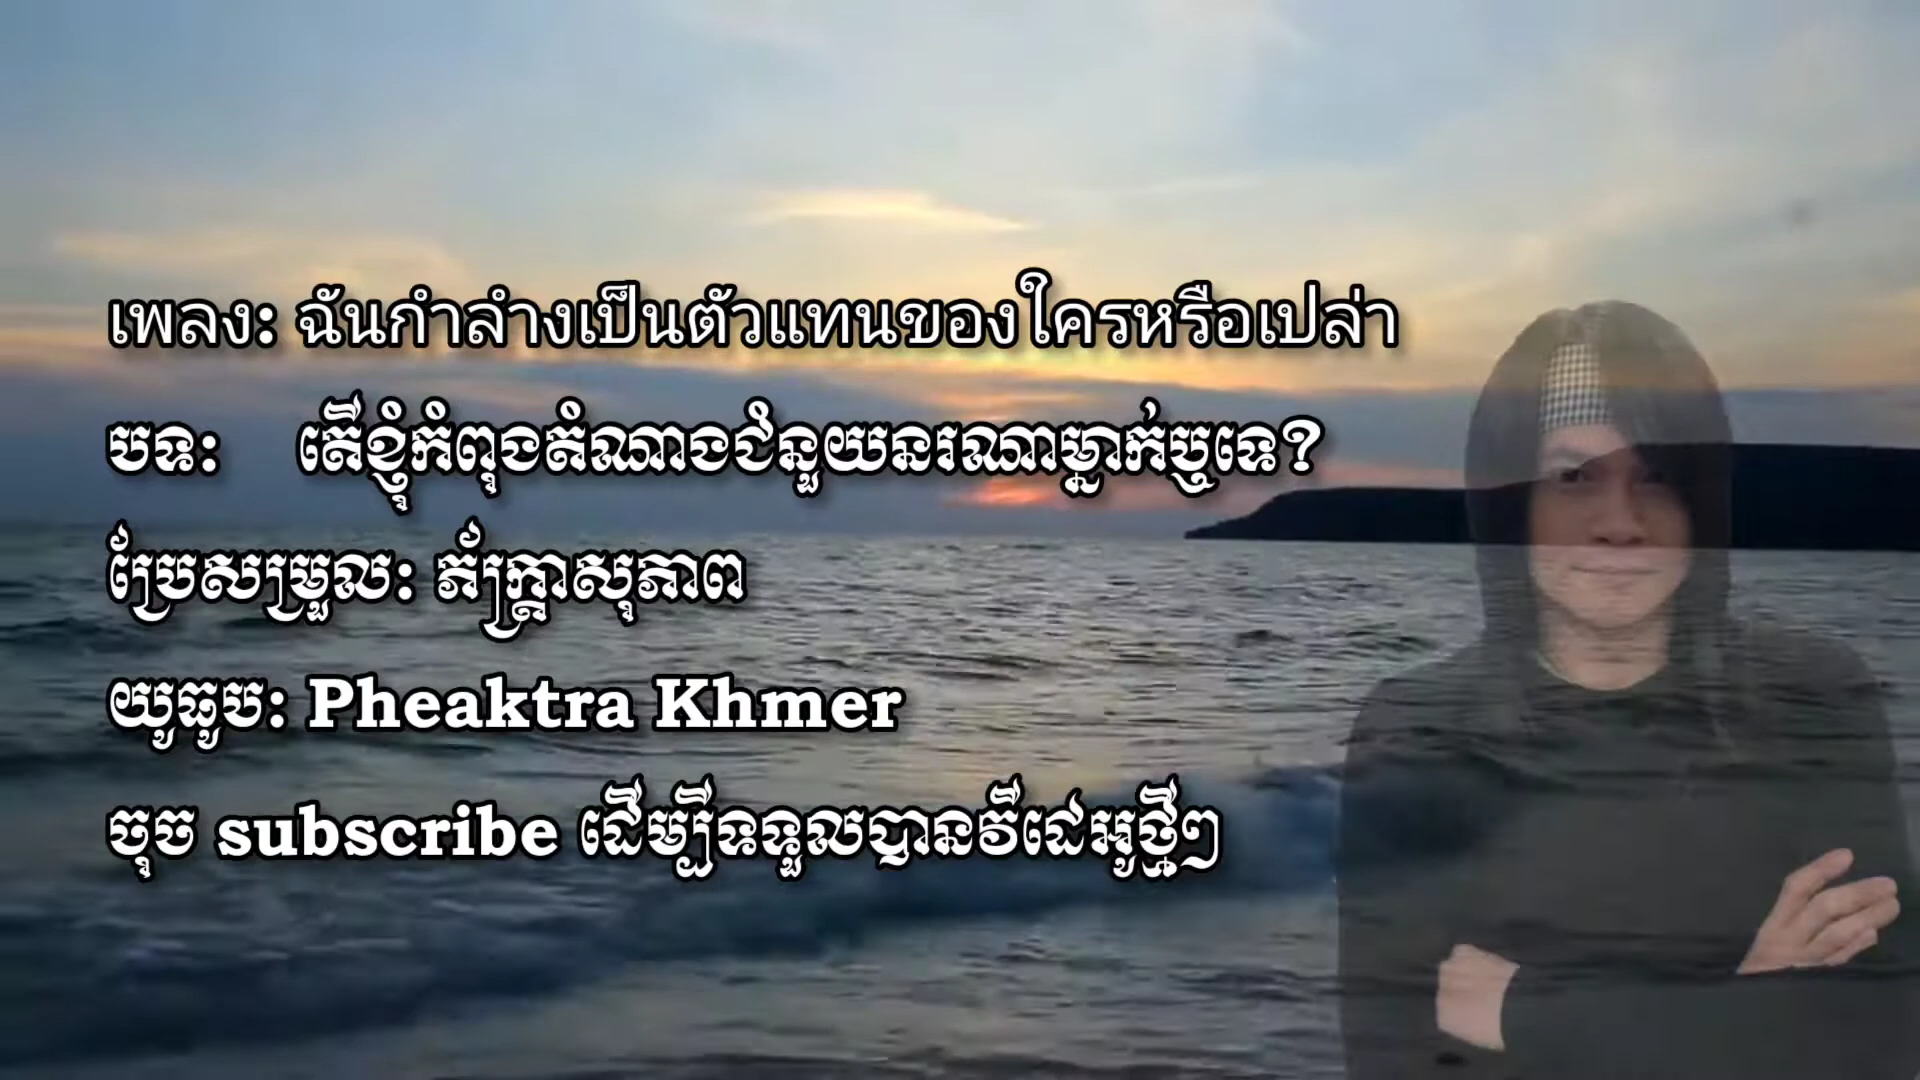 เพลง: ฉันกำลำงเป็นตัวแทนของใครหรือเปล่า
បទ: តើខ្ញុំកំពុងតំណាងជំនួយនរណាម្នាក់ឬទេ?
ប្រែសម្រួល: ភ័ក្ត្រាសុភាព
យូធូប: Pheaktra Khmer
ចុច subscribe ដើម្បីទទួលបានវីដេអូថ្មីៗ